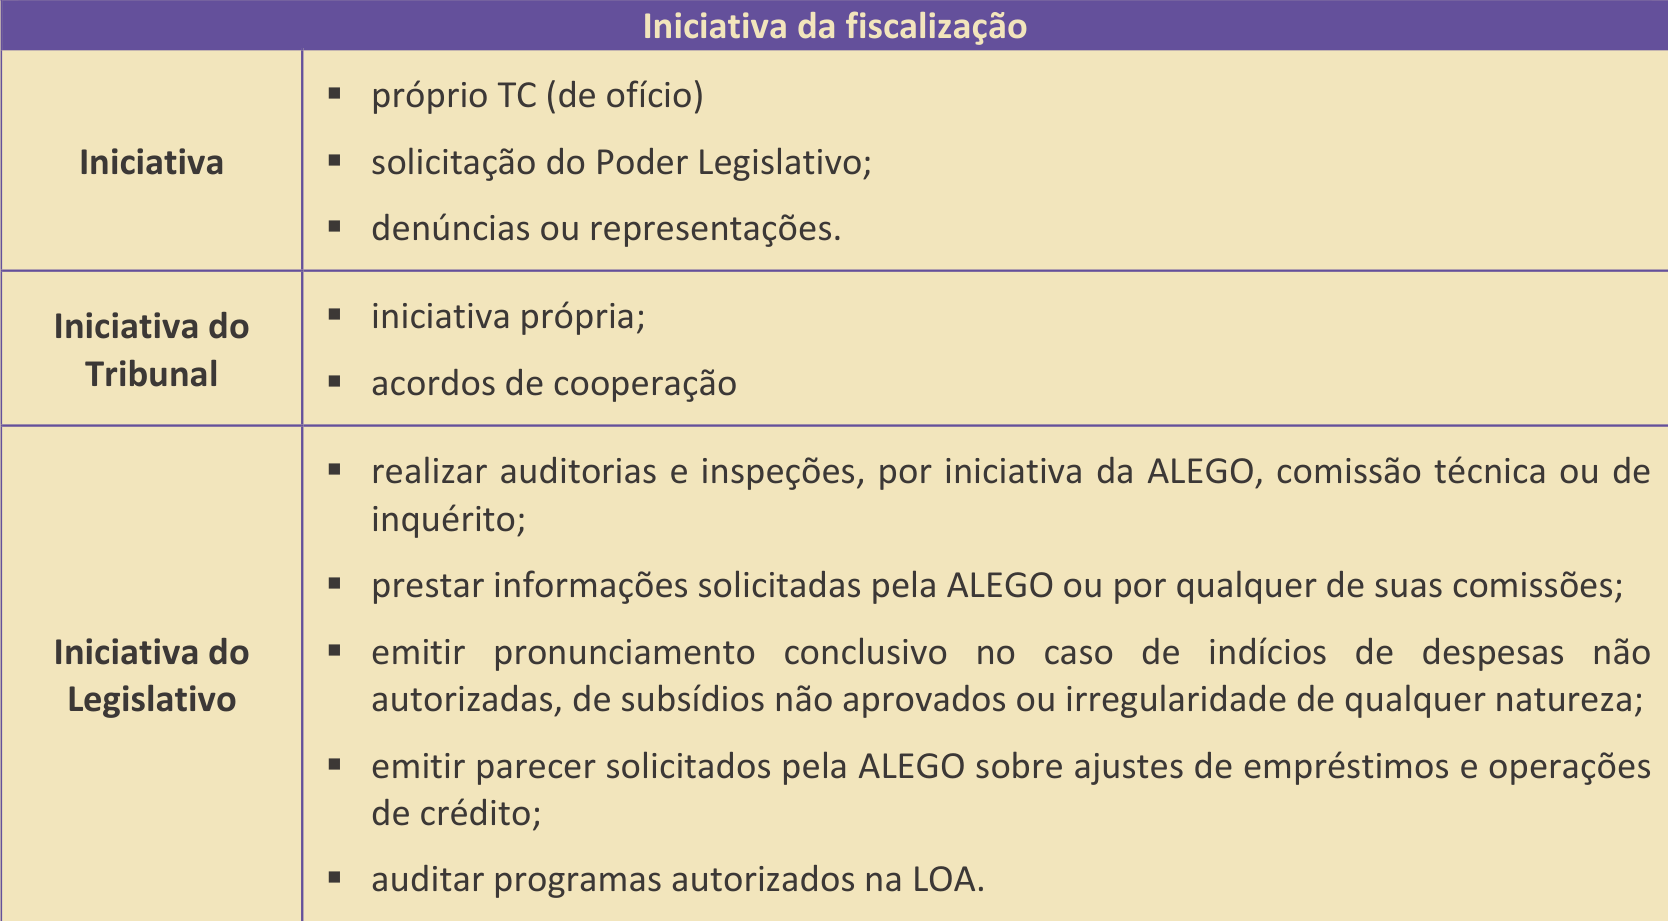 Iniciativa da fiscalização
Iniciativa
▪ próprio TC (de ofício)
▪ solicitação do Poder Legislativo;
▪ denúncias ou representações.
Iniciativa do
Tribunal
▪ iniciativa própria;
▪ acordos de cooperação
Iniciativa do
Legislativo
▪ realizar auditorias e inspeções, por iniciativa da ALEGO, comissão técnica ou de
inquérito;
▪ prestar informações solicitadas pela ALEGO ou por qualquer de suas comissões;
▪ emitir pronunciamento conclusivo no caso de indícios de despesas não
autorizadas, de subsídios não aprovados ou irregularidade de qualquer natureza;
▪ emitir parecer solicitados pela ALEGO sobre ajustes de empréstimos e operações
de crédito;
▪ auditar programas autorizados na LOA.